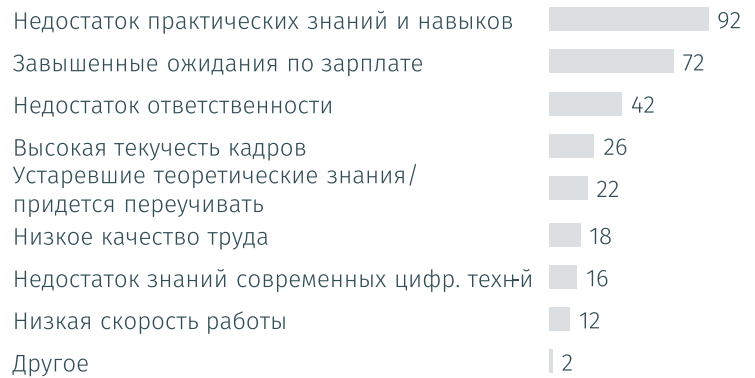 Недостаток практических знаний и навыков 92
Завышенные ожидания по зарплате 72
Недостаток ответственности 42
Высокая текучесть кадров 26
Устаревшие теоретические знания/
придется переучивать 22
Низкое качество труда 18
Недостаток знаний современных цифр. техн-й 16
Низкая скорость работы 12
Другое 2